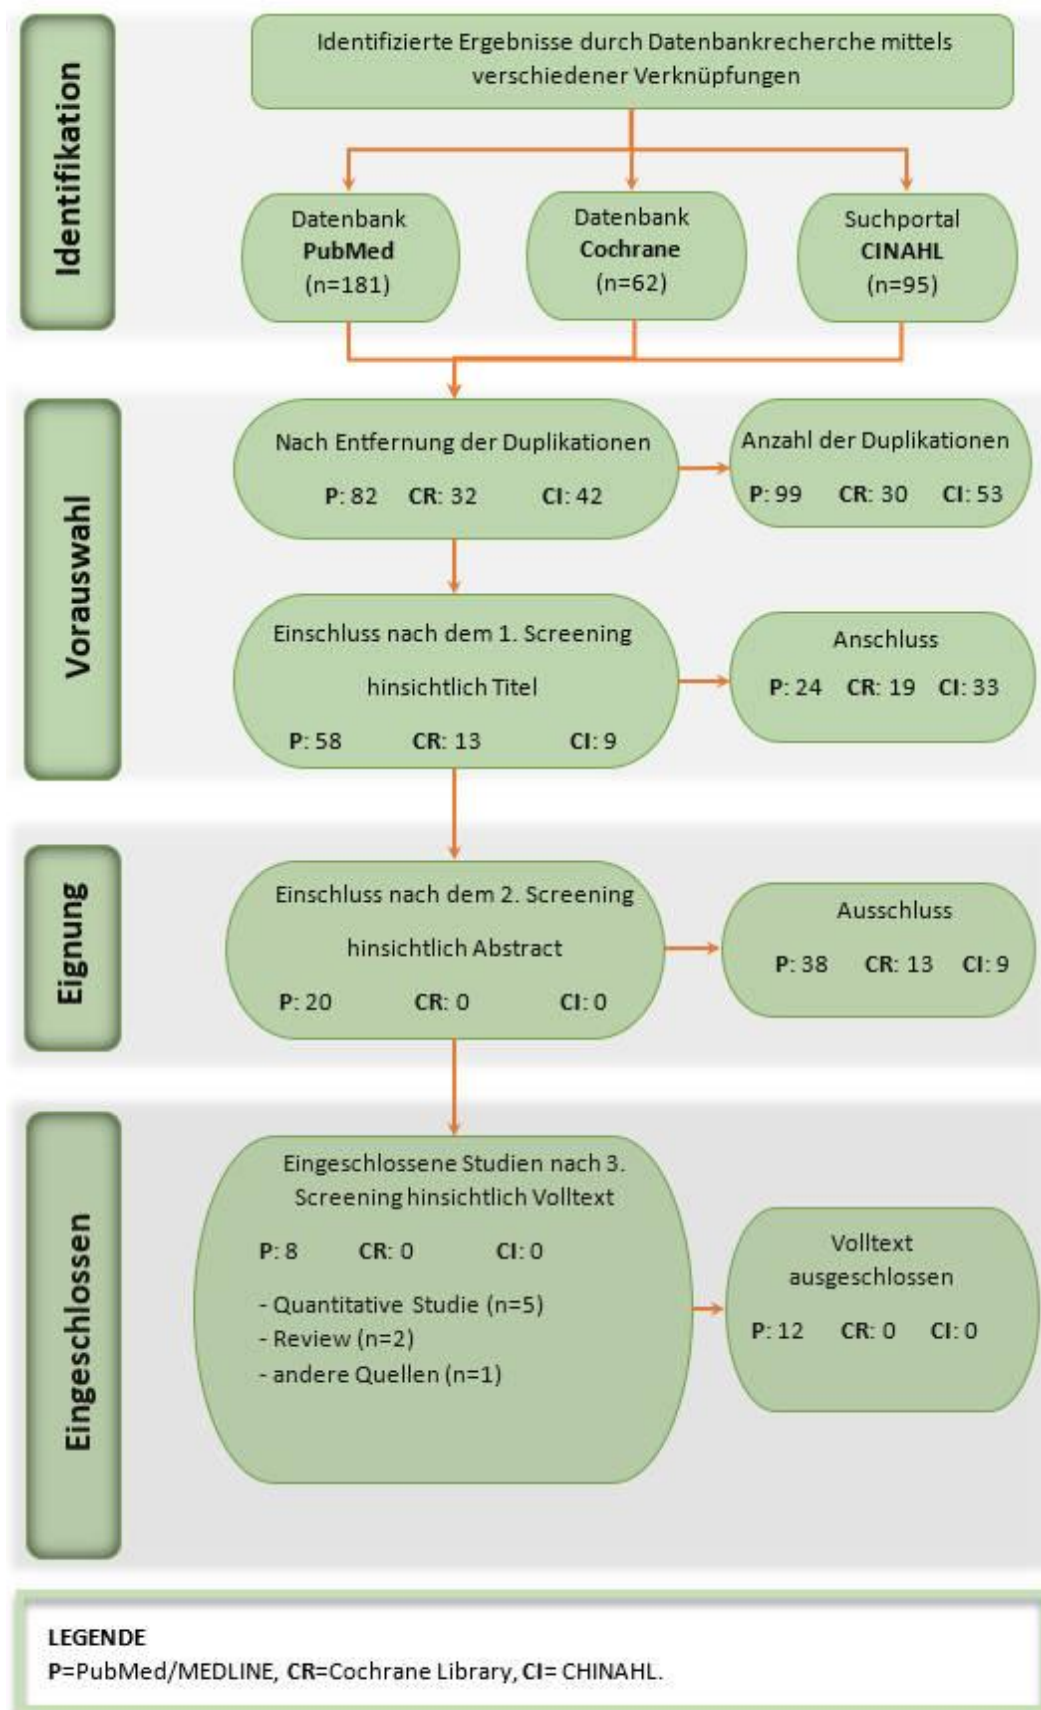 Identifikation
Identifizierte Ergebnisse durch Datenbankrecherche mittels
verschiedener Verknüpfungen
Datenbank
PubMed
(n=181)
Datenbank
Cochrane
(n=62)
Suchportal
CINAHL
(n=95)
Vorauswahl
Nach Entfernung der Duplikationen
P: 82 CR: 32 CI: 42
Anzahl der Duplikationen
P: 99 CR: 30 CI: 53
Einschluss nach dem 1. Screening
hinsichtlich Titel
P: 58 CR: 13 CI: 9
Anschluss
P: 24 CR: 19 CI: 33
Eignung
Einschluss nach dem 2. Screening
hinsichtlich Abstract
P: 20 CR: 0 CI: 0
Ausschluss
P: 38 CR: 13 CI: 9
Eingeschlossen
Eingeschlossene Studien nach 3.
Screening hinsichtlich Volltext
P: 8 CR: 0 CI: 0
- Quantitative Studie (n=5)
- Review (n=2)
- andere Quellen (n=1)
Volltext
ausgeschlossen
P: 12 CR: 0 CI: 0
LEGENDE
P=PubMed/MEDLINE, CR=Cochrane Library, CI= CHINAHL.